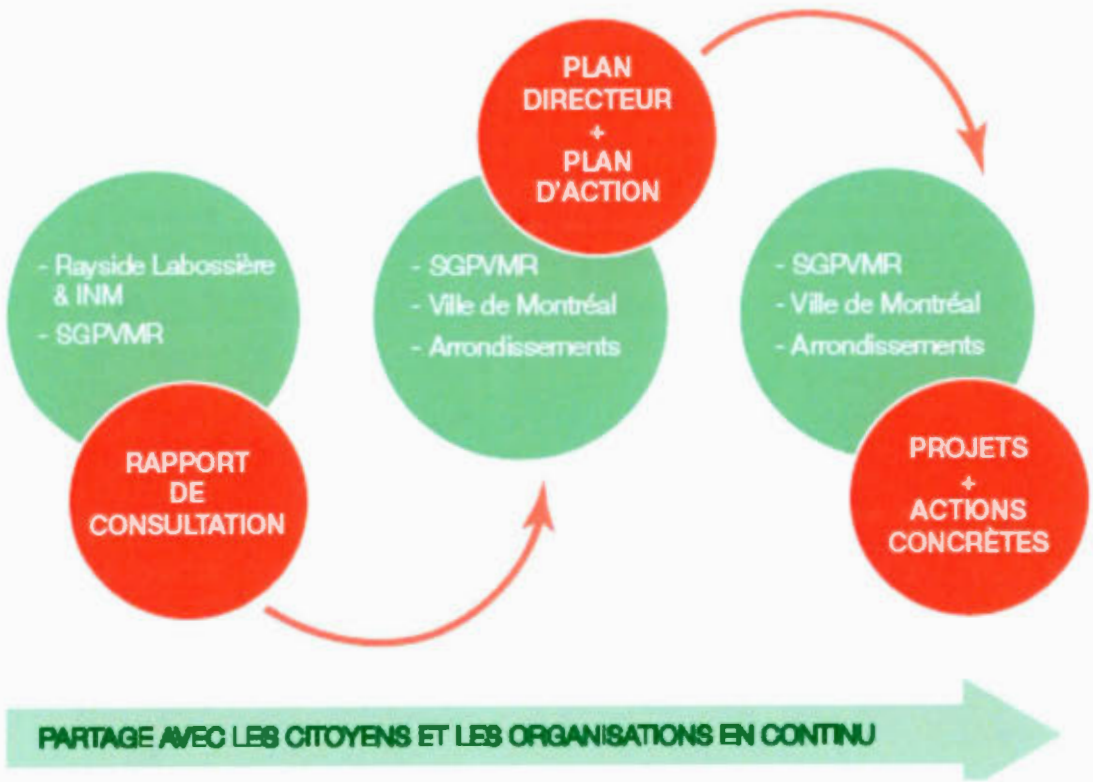 - Rayside Labossière
& INM
- SGPVMR
RAPPORT
DE
CONSULTATION
PLAN
DIRECTEUR
+
PLAN
D'ACTION
- SGPVMR
- Ville de Montréal
- Arrondissements
- SGPVMR
- Ville de Montréal
- Arrondissements
PROJETS
+
ACTIONS
CONCRÈTES
PARTAGE AVEC LES CITOYENS ET LES ORGANISATIONS EN CONTINU